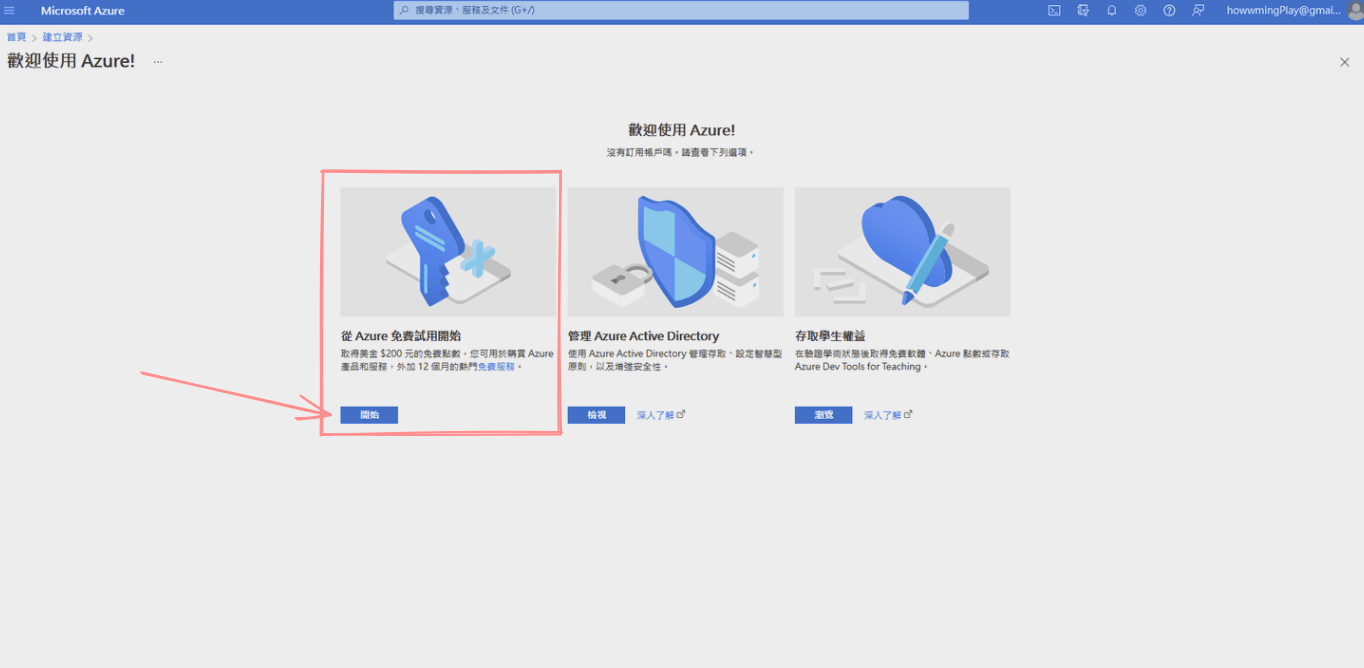 Microsoft Azure
搜尋資源、服務及文件 (G+/)
howwmingPlay@gmai...
首頁 > 建立資源 >
歡迎使用 Azure! ...
歡迎使用 Azure!
沒有訂用帳戶嗎。請查看下列選項。
從 Azure 免費試用開始
取得美金 $200 元的免費點數，您可用於購買 Azure
產品和服務，外加 12 個月的熱門免費服務。
開始
管理 Azure Active Directory
使用 Azure Active Directory 管理存取、設定智慧型
原則，以及增強安全性。
檢視 深入了解
存取學生權益
在驗證學術狀態後取得免費軟體、Azure 點數或存取
Azure Dev Tools for Teaching。
瀏覽 深入了解